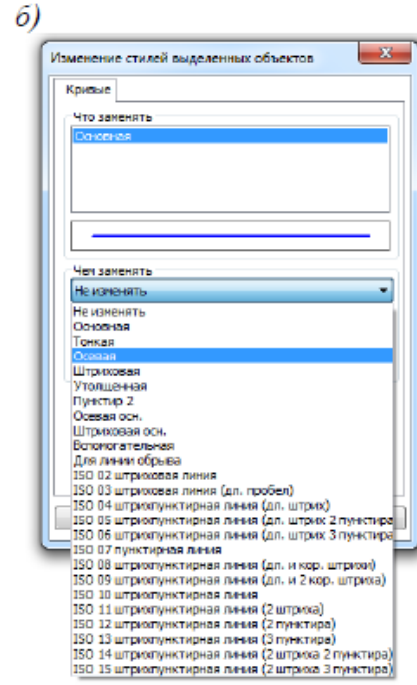 б)
Изменение стилей выделенных объектов
Кривые
Что заменять
Основная
Чем заменять
Не изменять
Не изменять
Основная
Тонкая
Осевая
Штриховая
Утолщенная
Пунктир 2
Осевая осн.
Штриховая осн.
Вспомогательная
Для линии обрыва
ISO 02 штриховая линия
ISO 03 штриховая линия (дл. пробел)
ISO 04 штрихпунктирная линия (дл. штрих)
ISO 05 штрихпунктирная линия (дл. штрих 2 пунктира
ISO 06 штрихпунктирная линия (дл. штрих 3 пунктира
ISO 07 пунктирная линия
ISO 08 штрихпунктирная линия (дл. и кор. штрихи)
ISO 09 штрихпунктирная линия (дл. и 2 кор. штриха)
ISO 10 штрихпунктирная линия
ISO 11 штрихпунктирная линия (2 штриха)
ISO 12 штрихпунктирная линия (2 пунктира)
ISO 13 штрихпунктирная линия (3 пунктира)
ISO 14 штрихпунктирная линия (2 штриха 2 пунктира)
ISO 15 штрихпунктирная линия (2 штриха 3 пунктира)